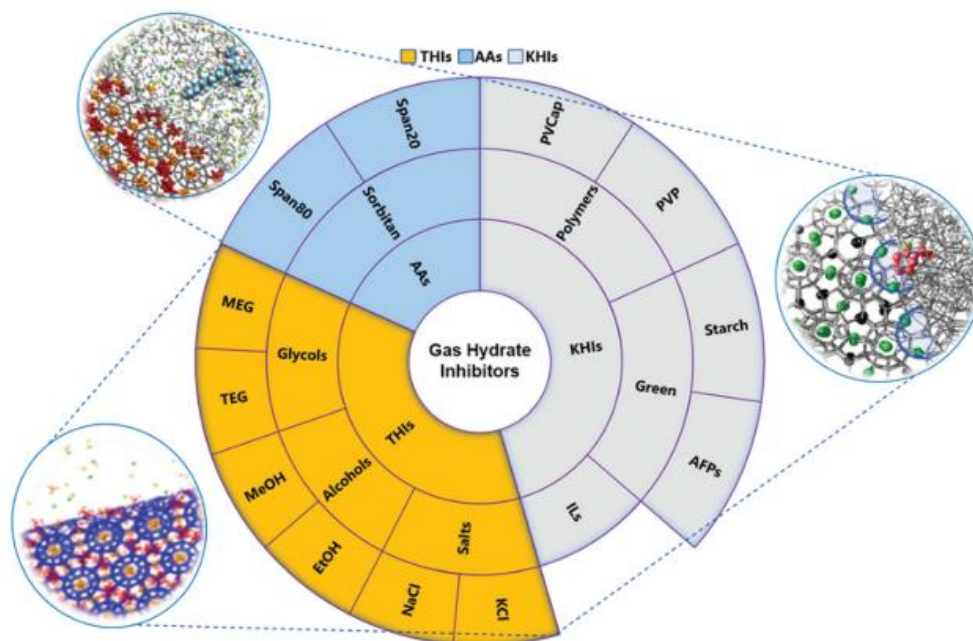 THIs AAs KHIs
Gas Hydrate
Inhibitors
KHIs
Polymers
PVCap
PVP
Green
Starch
AFPs
ILs
THIs
Salts
KCl
NaCl
Alcohols
EtOH
MeOH
Glycols
TEG
MEG
AAs
Sorbitan
Span80
Span20